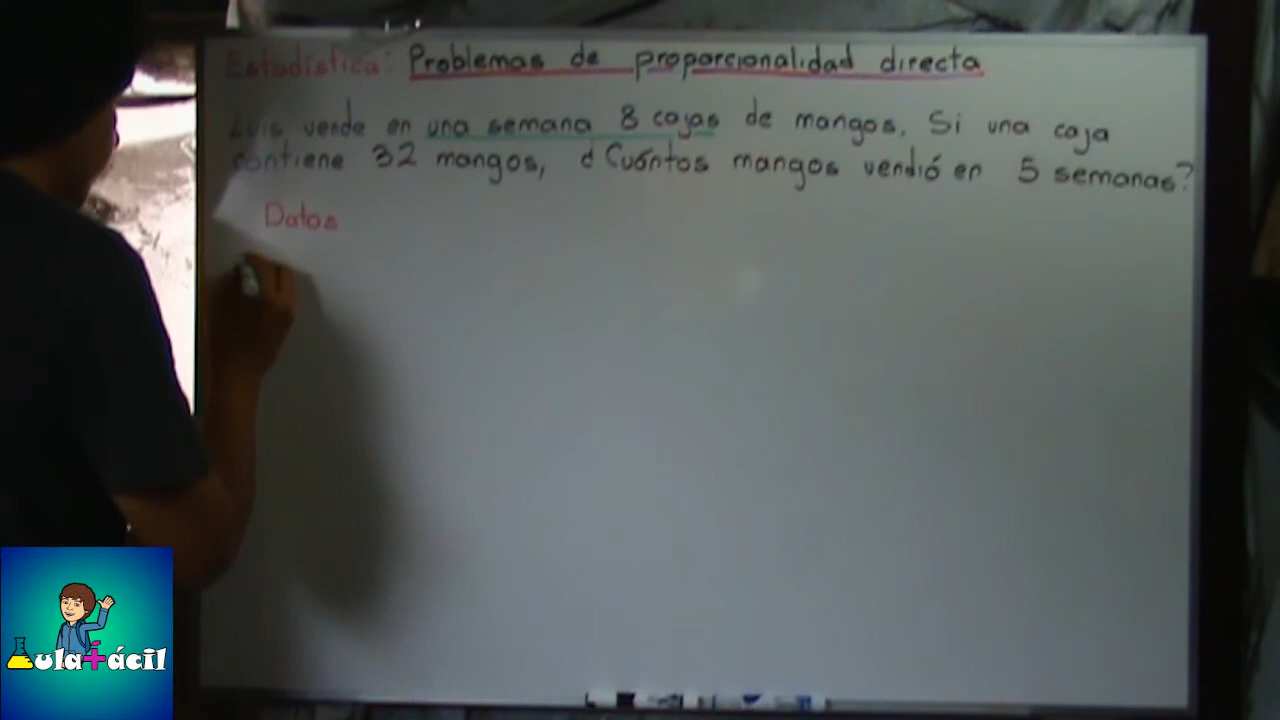 Estadística: Problemas de proporcionalidad directa
Luis vende en una semana 8 cajas de mangos. Si una caja
contiene 32 mangos, ¿Cuántos mangos vendió en 5 semanas?
Datos
Aula+ácil